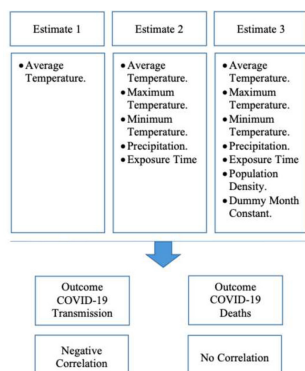 Estimate 1
Estimate 2
Estimate 3
• Average
Temperature.
• Average
Temperature.
• Maximum
Temperature.
• Minimum
Temperature.
• Precipitation.
• Exposure Time
• Average
Temperature.
• Maximum
Temperature.
• Minimum
Temperature.
• Precipitation.
• Exposure Time
• Population
Density.
• Dummy Month
Constant.
Outcome
COVID-19
Transmission
Outcome
COVID-19
Deaths
Negative
Correlation
No Correlation